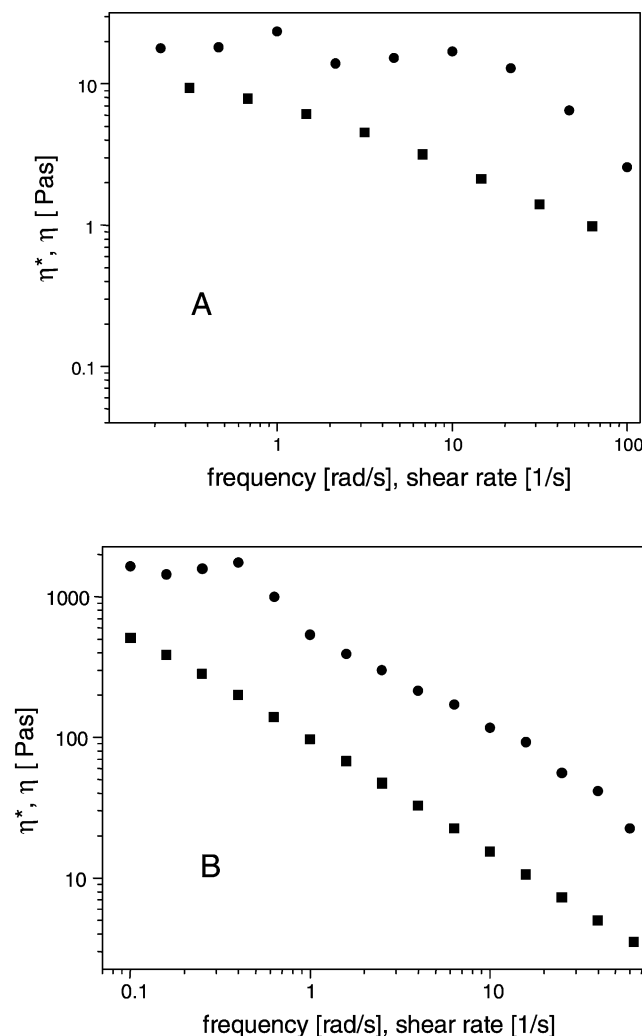 10
1
0.1
η*, η [ Pas]
A
1
10
100
frequency [rad/s], shear rate [1/s]
1000
100
10
η*, η [ Pas]
B
0.1
1
10
frequency [rad/s], shear rate [1/s]